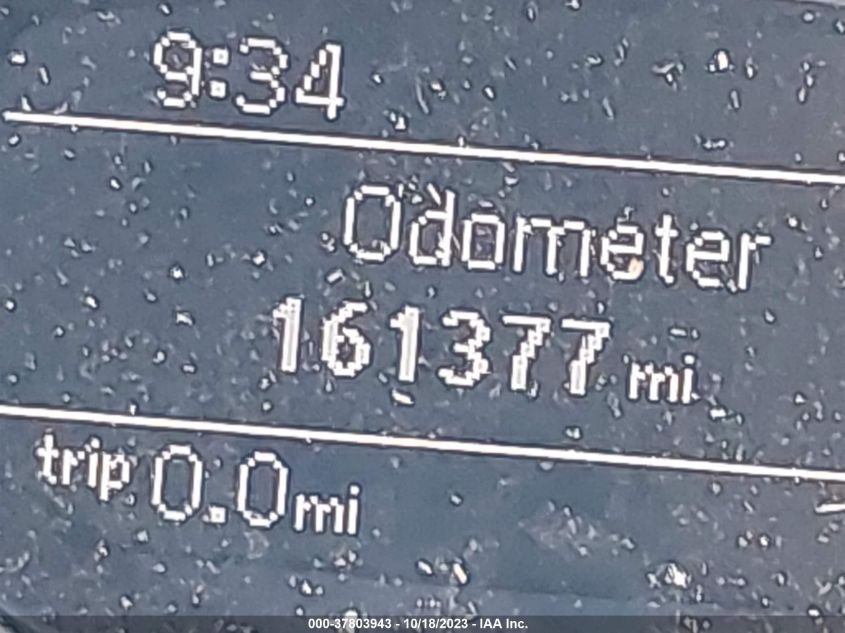 9:34
Odometer
161377 mi
trip 0.0 mi
000-37803943 - 10/18/2023 - IAA Inc.